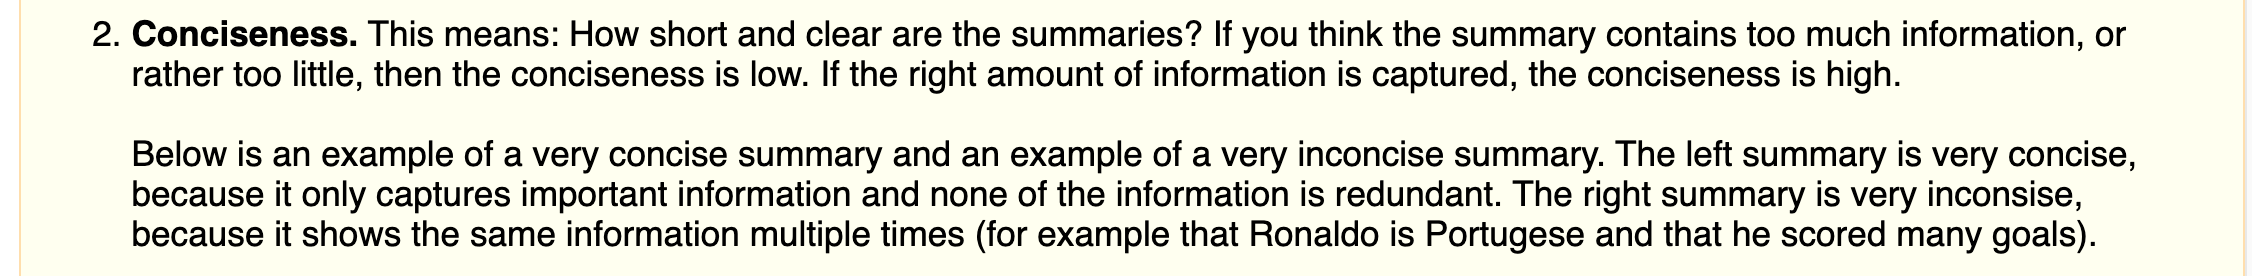 2. Conciseness. This means: How short and clear are the summaries? If you think the summary contains too much information, or
rather too little, then the conciseness is low. If the right amount of information is captured, the conciseness is high.
Below is an example of a very concise summary and an example of a very inconcise summary. The left summary is very concise,
because it only captures important information and none of the information is redundant. The right summary is very inconsise,
because it shows the same information multiple times (for example that Ronaldo is Portugese and that he scored many goals).